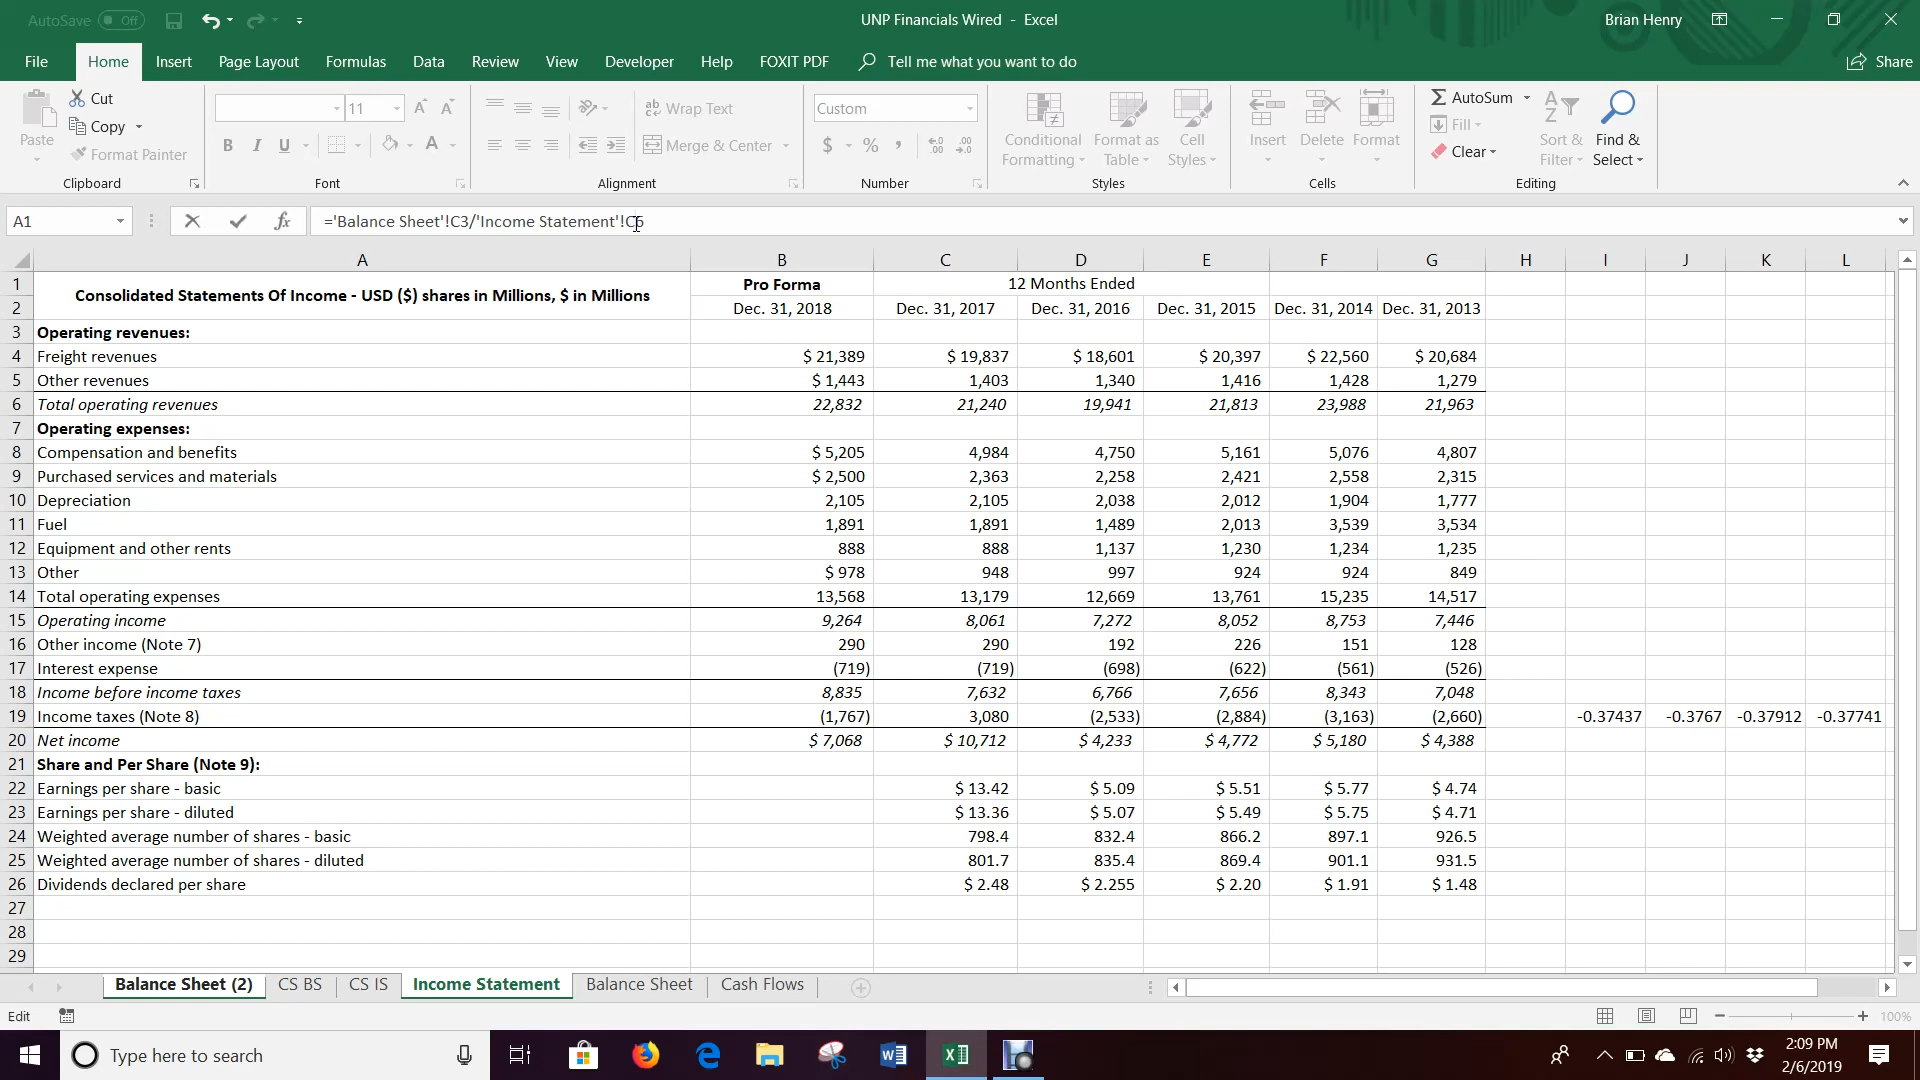 AutoSave Off
UNP Financials Wired - Excel
Brian Henry
File Home Insert Page Layout Formulas Data Review View Developer Help FOXIT PDF Tell me what you want to do Share
Paste
Cut
Copy
Format Painter
Clipboard
11
B I U A
Font
Wrap Text
Merge & Center
Alignment
Custom
$ % ,
Number
Conditional Formatting
Format as Table
Cell Styles
Styles
Insert Delete Format
Cells
AutoSum
Fill
Clear
Sort & Filter
Find & Select
Editing
A1 fx ='Balance Sheet'!C3/'Income Statement'!C6
A B C D E F G H I J K L
1 Consolidated Statements Of Income - USD ($) shares in Millions, $ in Millions Pro Forma 12 Months Ended
2 Dec. 31, 2018 Dec. 31, 2017 Dec. 31, 2016 Dec. 31, 2015 Dec. 31, 2014 Dec. 31, 2013
3 Operating revenues:
4 Freight revenues $ 21,389 $ 19,837 $ 18,601 $ 20,397 $ 22,560 $ 20,684
5 Other revenues $ 1,443 1,403 1,340 1,416 1,428 1,279
6 Total operating revenues 22,832 21,240 19,941 21,813 23,988 21,963
7 Operating expenses:
8 Compensation and benefits $ 5,205 4,984 4,750 5,161 5,076 4,807
9 Purchased services and materials $ 2,500 2,363 2,258 2,421 2,558 2,315
10 Depreciation 2,105 2,105 2,038 2,012 1,904 1,777
11 Fuel 1,891 1,891 1,489 2,013 3,539 3,534
12 Equipment and other rents 888 888 1,137 1,230 1,234 1,235
13 Other $ 978 948 997 924 924 849
14 Total operating expenses 13,568 13,179 12,669 13,761 15,235 14,517
15 Operating income 9,264 8,061 7,272 8,052 8,753 7,446
16 Other income (Note 7) 290 290 192 226 151 128
17 Interest expense (719) (719) (698) (622) (561) (526)
18 Income before income taxes 8,835 7,632 6,766 7,656 8,343 7,048
19 Income taxes (Note 8) (1,767) 3,080 (2,533) (2,884) (3,163) (2,660) -0.37437 -0.3767 -0.37912 -0.37741
20 Net income $ 7,068 $ 10,712 $ 4,233 $ 4,772 $ 5,180 $ 4,388
21 Share and Per Share (Note 9):
22 Earnings per share - basic $ 13.42 $ 5.09 $ 5.51 $ 5.77 $ 4.74
23 Earnings per share - diluted $ 13.36 $ 5.07 $ 5.49 $ 5.75 $ 4.71
24 Weighted average number of shares - basic 798.4 832.4 866.2 897.1 926.5
25 Weighted average number of shares - diluted 801.7 835.4 869.4 901.1 931.5
26 Dividends declared per share $ 2.48 $ 2.255 $ 2.20 $ 1.91 $ 1.48
27
28
29
Balance Sheet (2) CS BS CS IS Income Statement Balance Sheet Cash Flows
Edit 100%
Type here to search
2:09 PM
2/6/2019